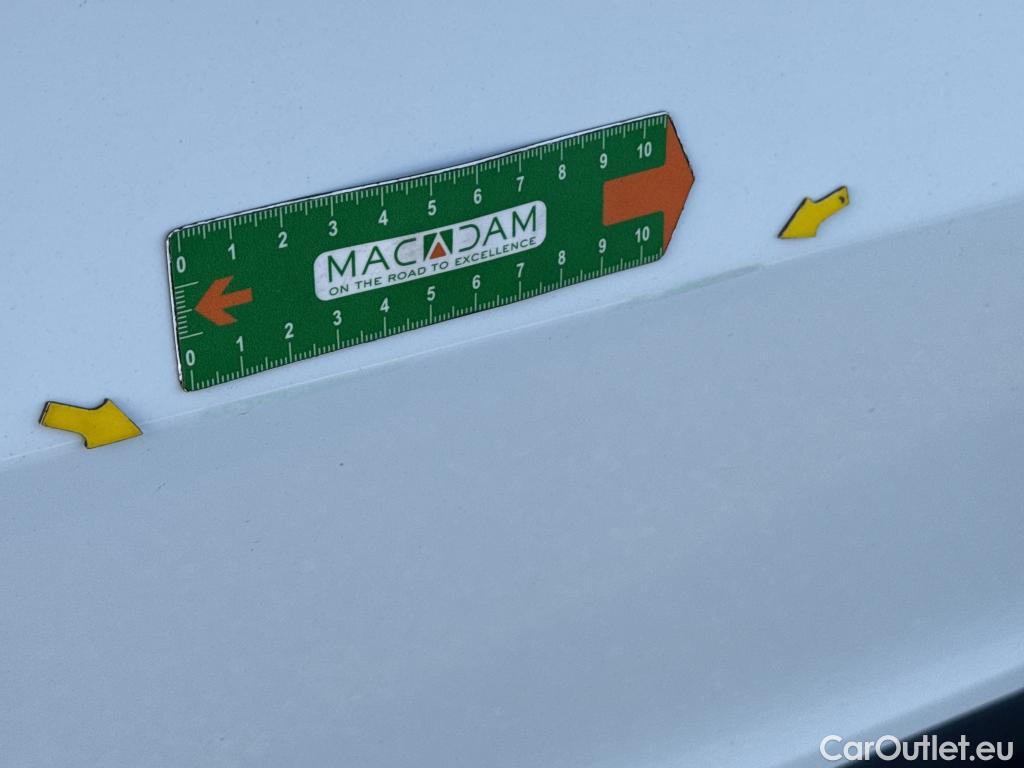 0 1 2 3 4 5 6 7 8 9 10
MACADAM
ON THE ROAD TO EXCELLENCE
0 1 2 3 4 5 6 7 8 9 10
CarOutlet.eu